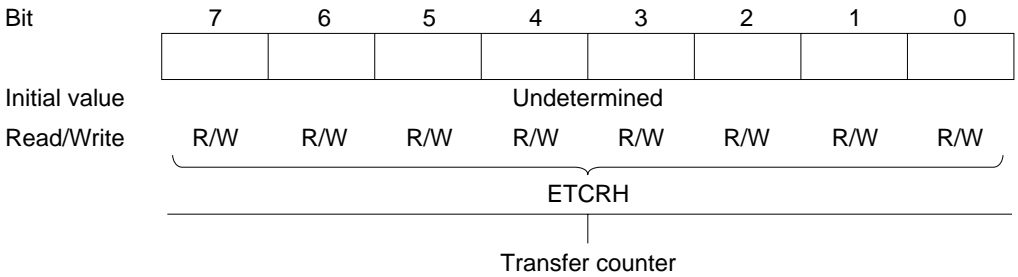 Bit 7 6 5 4 3 2 1 0
Initial value Undetermined
Read/Write R/W R/W R/W R/W R/W R/W R/W R/W
ETCRH
Transfer counter